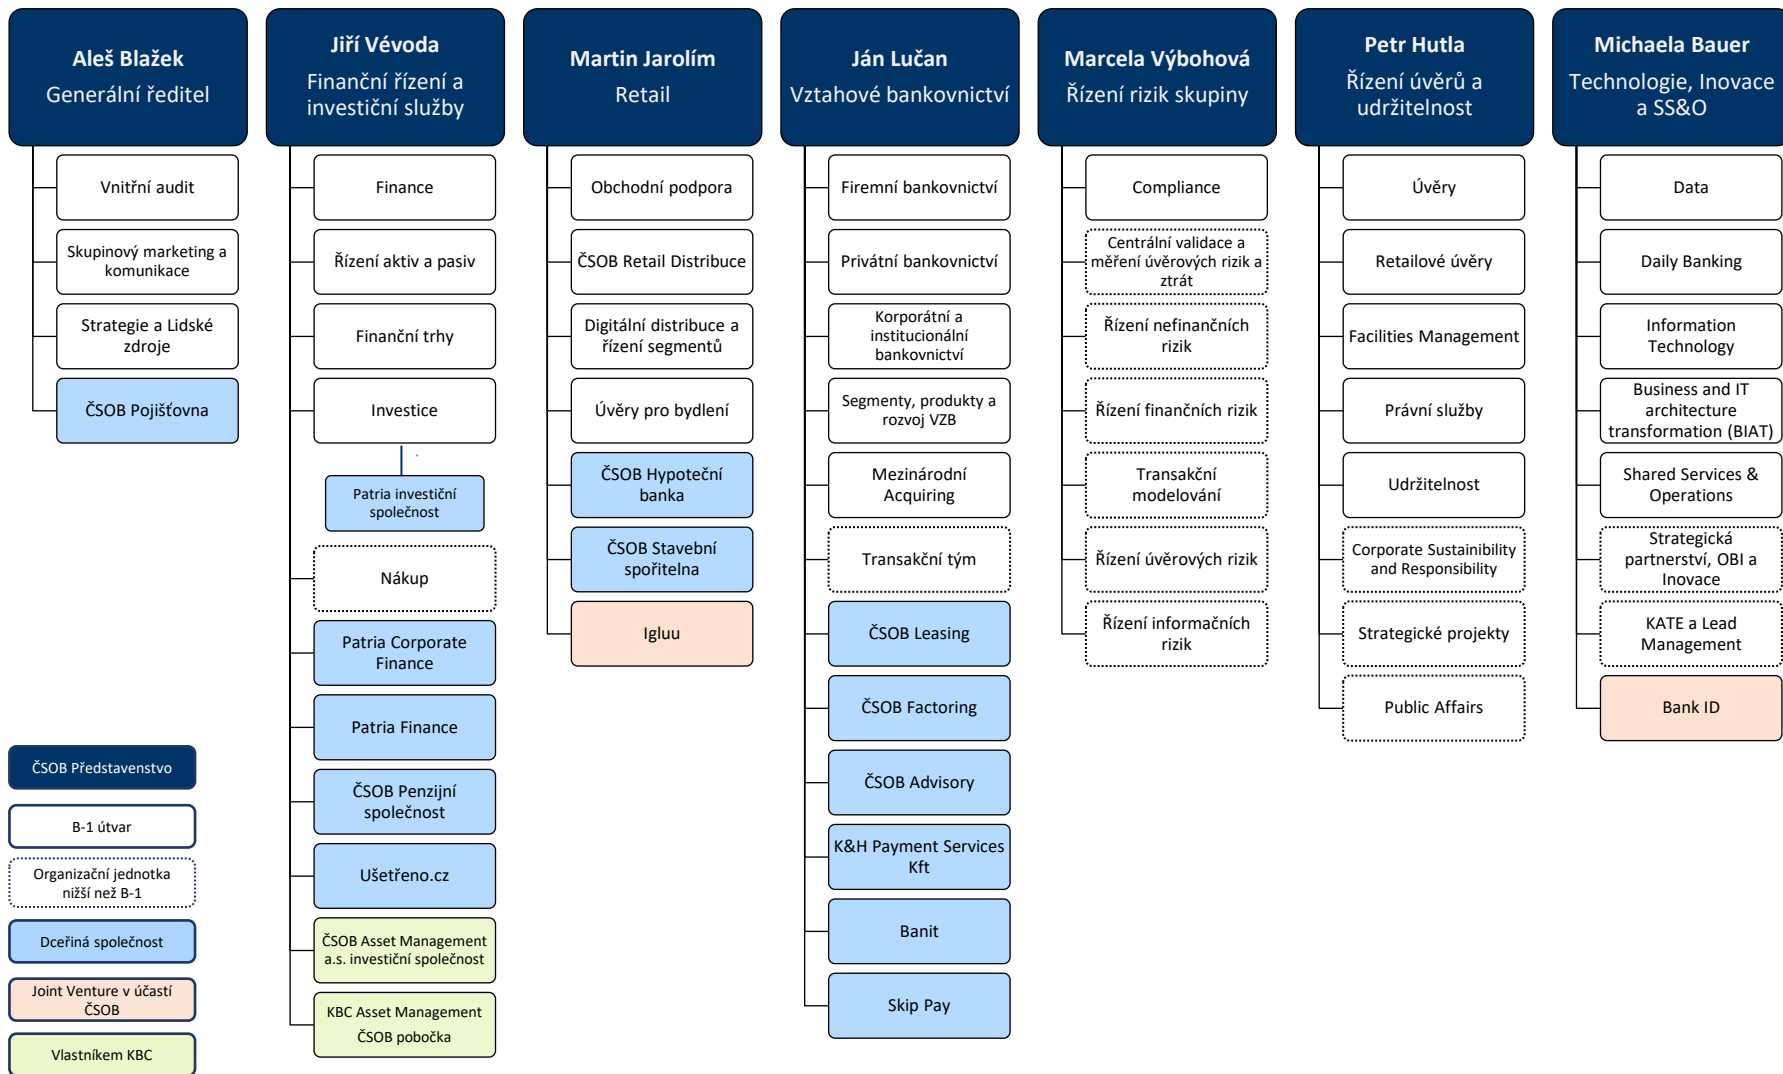 Aleš Blažek
Generální ředitel
Vnitřní audit
Skupinový marketing a
komunikace
Strategie a Lidské
zdroje
ČSOB Pojišťovna
Jiří Vévoda
Finanční řízení a
investiční služby
Finance
Řízení aktiv a pasiv
Finanční trhy
Investice
Patria investiční
společnost
Nákup
Patria Corporate
Finance
Patria Finance
ČSOB Penzijní
společnost
Ušetřeno.cz
ČSOB Asset Management
a.s. investiční společnost
KBC Asset Management
ČSOB pobočka
Martin Jarolím
Retail
Obchodní podpora
ČSOB Retail Distribuce
Digitální distribuce a
řízení segmentů
Úvěry pro bydlení
ČSOB Hypoteční
banka
ČSOB Stavební
spořitelna
Igluu
Ján Lučan
Vztahové bankovnictví
Firemní bankovnictví
Privátní bankovnictví
Korporátní a
institucionální
bankovnictví
Segmenty, produkty a
rozvoj VZB
Mezinárodní
Acquiring
Transakční tým
ČSOB Leasing
ČSOB Factoring
ČSOB Advisory
K&H Payment Services
Kft
Banit
Skip Pay
Marcela Výbohová
Řízení rizik skupiny
Compliance
Centrální validace a
měření úvěrových rizik a
ztrát
Řízení nefinančních
rizik
Řízení finančních rizik
Transakční
modelování
Řízení úvěrových rizik
Řízení informačních
rizik
Petr Hutla
Řízení úvěrů a
udržitelnost
Úvěry
Retailové úvěry
Facilities Management
Právní služby
Udržitelnost
Corporate Sustainibility
and Responsibility
Strategické projekty
Public Affairs
Michaela Bauer
Technologie, Inovace
a SS&O
Data
Daily Banking
Information
Technology
Business and IT
architecture
transformation (BIAT)
Shared Services &
Operations
Strategická
partnerství, OBI a
Inovace
KATE a Lead
Management
Bank ID
ČSOB Představenstvo
B-1 útvar
Organizační jednotka
nižší než B-1
Dceřiná společnost
Joint Venture v účastí
ČSOB
Vlastníkem KBC